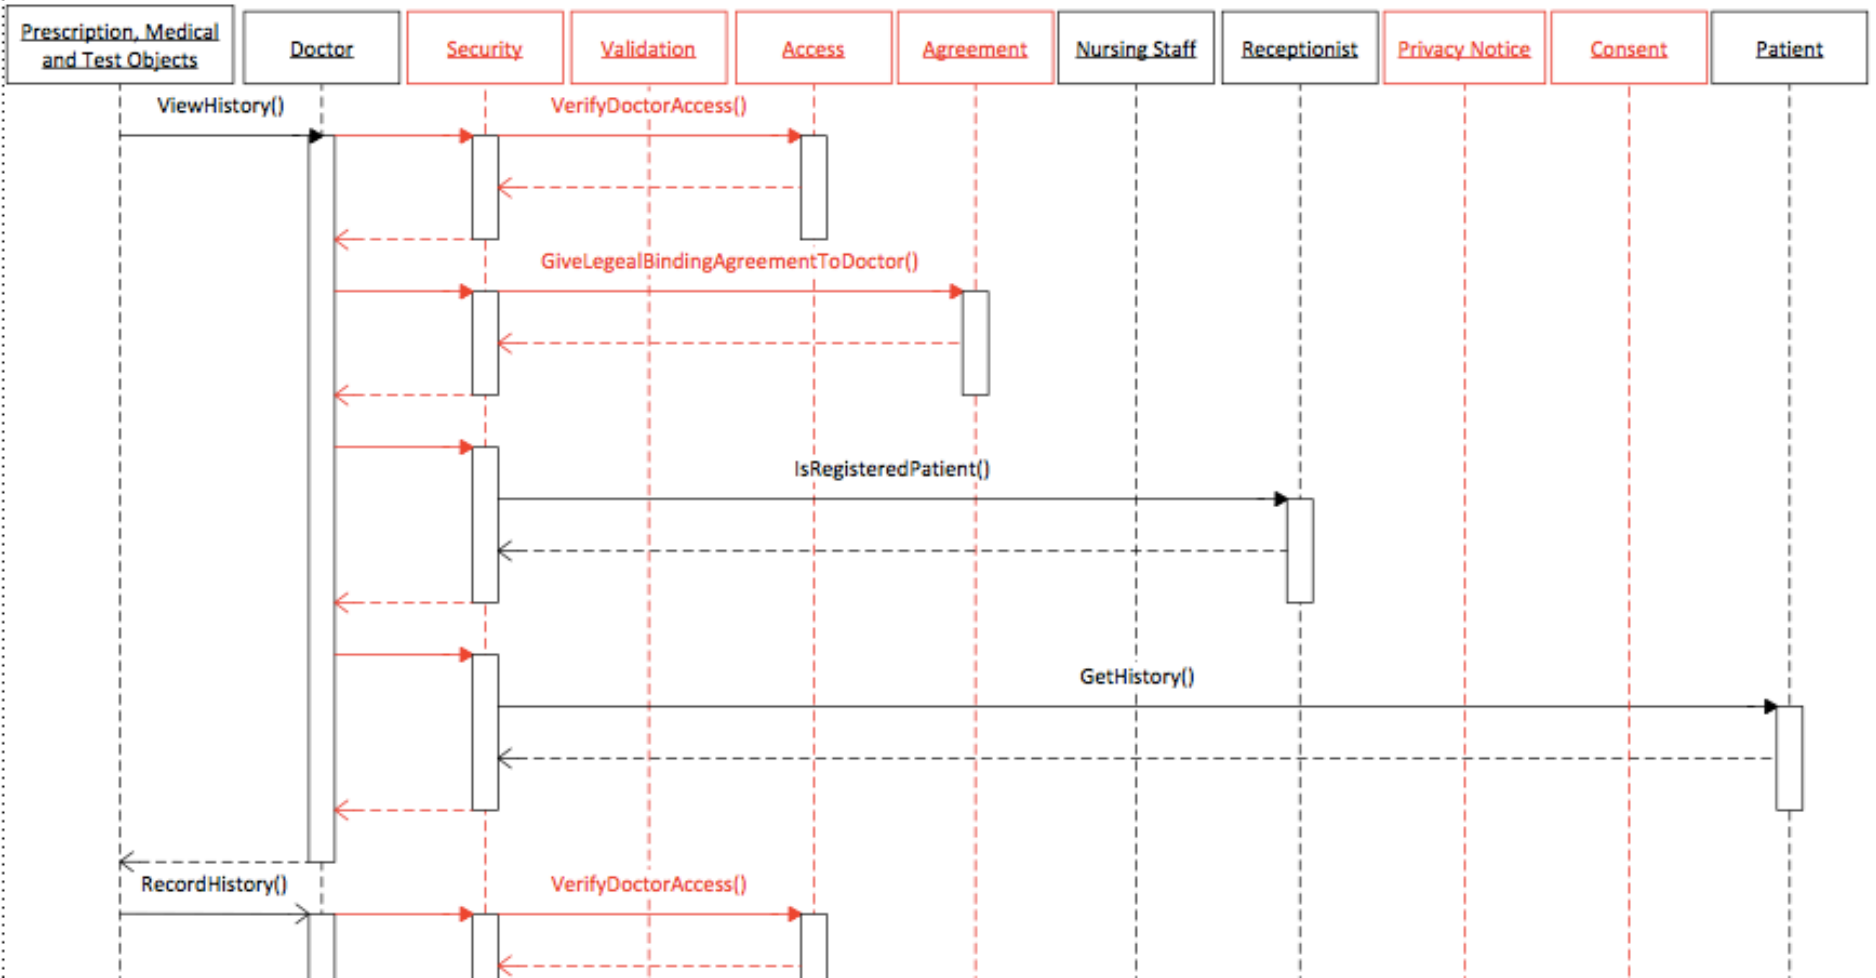 Prescription, Medical
and Test Objects
Doctor
Security
Validation
Access
Agreement
Nursing Staff
Receptionist
Privacy Notice
Consent
Patient
ViewHistory()
VerifyDoctorAccess()
GiveLegealBindingAgreementToDoctor()
IsRegisteredPatient()
GetHistory()
RecordHistory()
VerifyDoctorAccess()